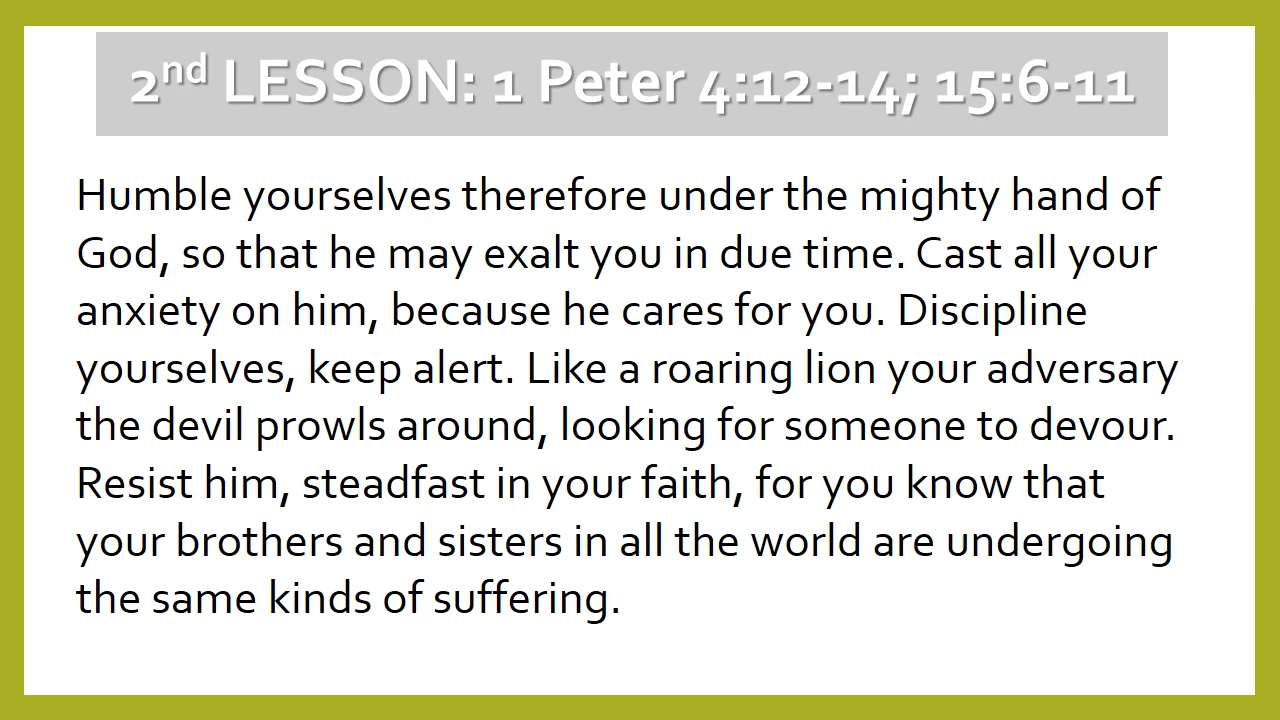 2nd LESSON: 1 Peter 4:12-14; 15:6-11
Humble yourselves therefore under the mighty hand of
God, so that he may exalt you in due time. Cast all your
anxiety on him, because he cares for you. Discipline
yourselves, keep alert. Like a roaring lion your adversary
the devil prowls around, looking for someone to devour.
Resist him, steadfast in your faith, for you know that
your brothers and sisters in all the world are undergoing
the same kinds of suffering.